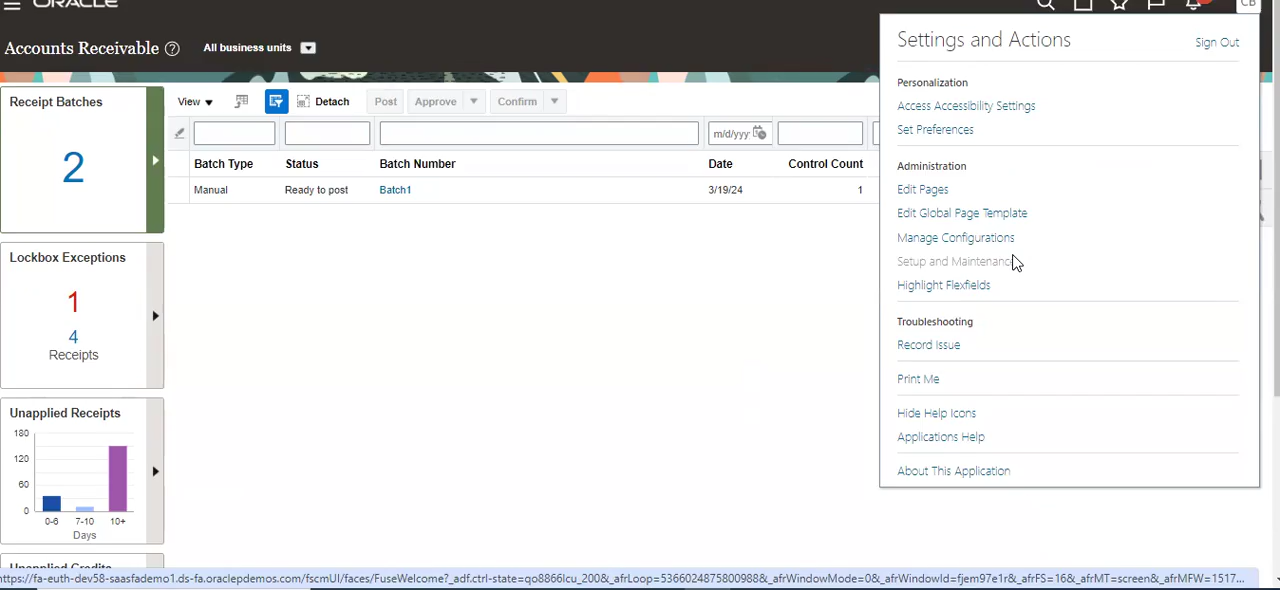 ORACLE
CB
Accounts Receivable ?
All business units
Settings and Actions
Sign Out
Personalization
Access Accessibility Settings
Set Preferences
Administration
Edit Pages
Edit Global Page Template
Manage Configurations
Setup and Maintenance
Highlight Flexfields
Troubleshooting
Record Issue
Print Me
Hide Help Icons
Applications Help
About This Application
Receipt Batches
2
View
Detach
Post
Approve
Confirm
m/d/yyy
Batch Type Status Batch Number Date Control Count
Manual Ready to post Batch1 3/19/24 1
Lockbox Exceptions
1
4
Receipts
Unapplied Receipts
180
120
60
0
0-6 7-10 10+
Days
Unapplied Credits
https://fa-euth-dev58-saasfademo1.ds-fa.oraclepdemos.com/fscmUI/faces/FuseWelcome?_adf.ctrl-state=qo8866lcu_200&_afrLoop=53660248758009­88&_afrWindowMode=0&_afrWindowId=fjem97e1r&_afrFS=16&_afrMT=screen&_afrMFW=1517...